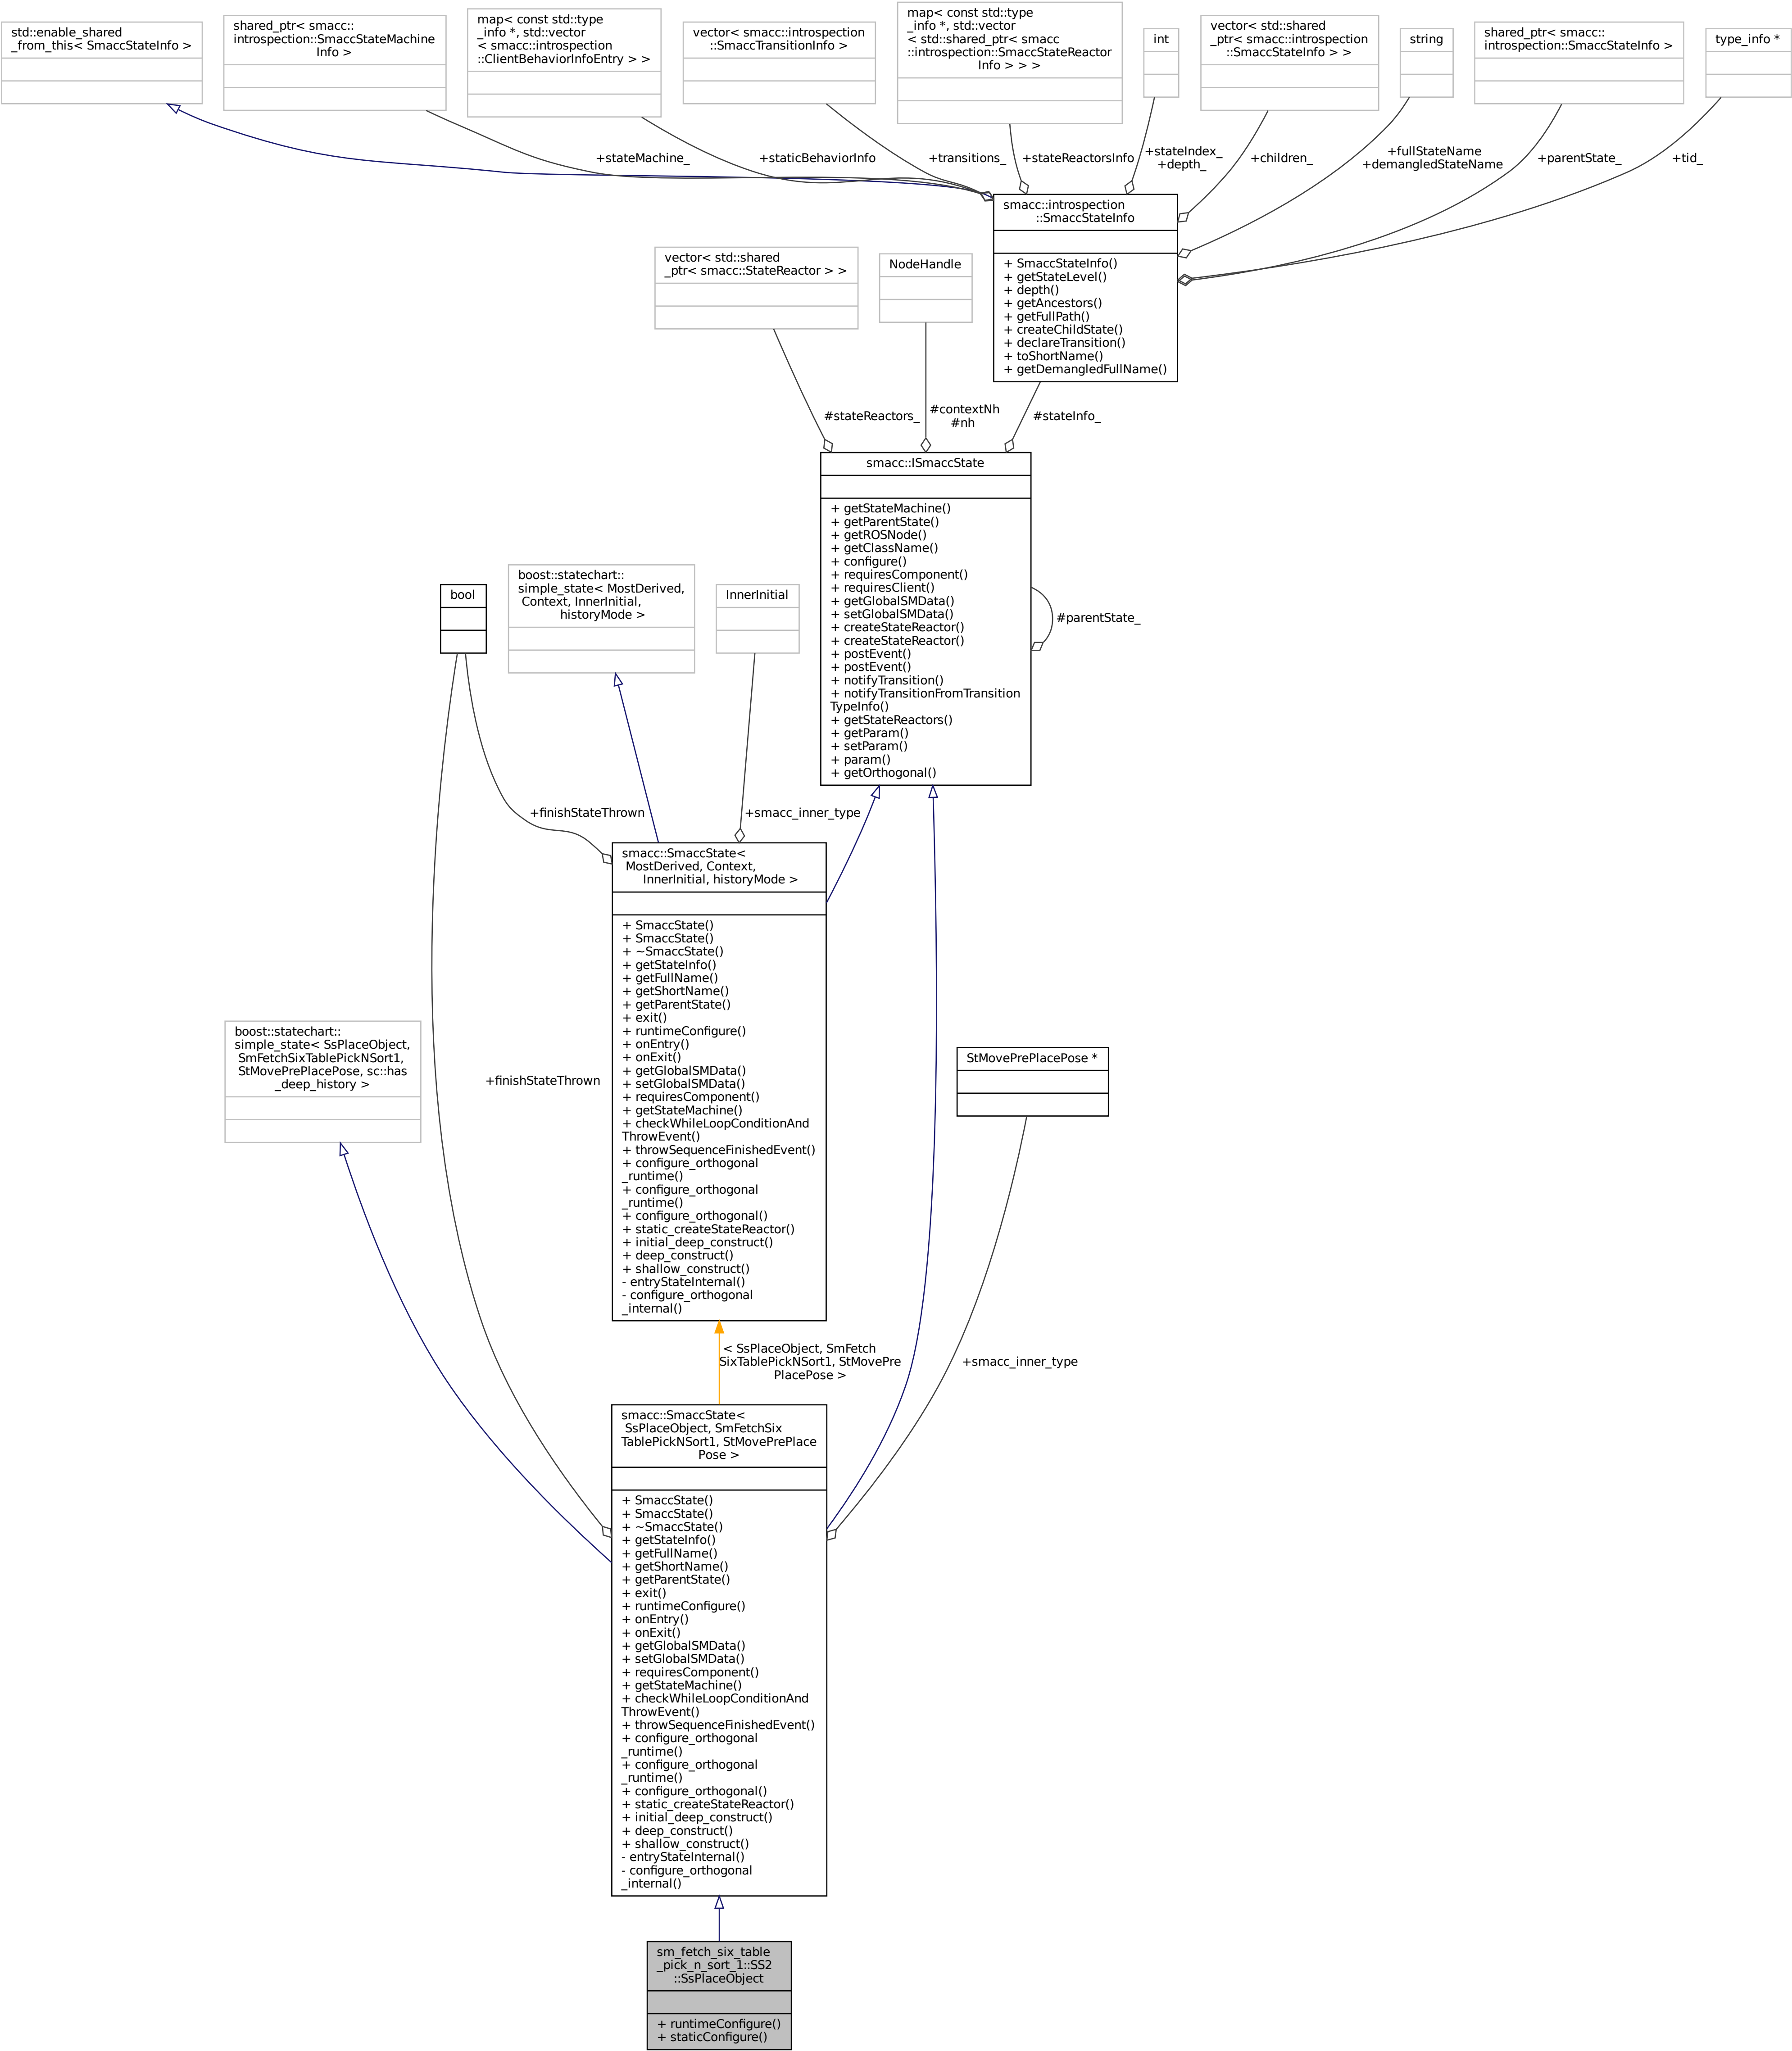 std::enable_shared
_from_this< SmaccStateInfo >
shared_ptr< smacc::
introspection::SmaccStateMachine
Info >
map< const std::type
_info *, std::vector
< smacc::introspection
::ClientBehaviorInfoEntry > >
vector< smacc::introspection
::SmaccTransitionInfo >
map< const std::type
_info *, std::vector
< std::shared_ptr< smacc
::introspection::SmaccStateReactor
Info > > >
int
vector< std::shared
_ptr< smacc::introspection
::SmaccStateInfo > >
string
shared_ptr< smacc::
introspection::SmaccStateInfo >
type_info *
+stateMachine_
+staticBehaviorInfo
+transitions_
+stateReactorsInfo
+stateIndex_
+depth_
+children_
+fullStateName
+demangledStateName
+parentState_
+tid_
smacc::introspection
::SmaccStateInfo
+ SmaccStateInfo()
+ getStateLevel()
+ depth()
+ getAncestors()
+ getFullPath()
+ createChildState()
+ declareTransition()
+ toShortName()
+ getDemangledFullName()
vector< std::shared
_ptr< smacc::StateReactor > >
NodeHandle
#stateReactors_
#contextNh
#nh
#stateInfo_
smacc::ISmaccState
+ getStateMachine()
+ getParentState()
+ getROSNode()
+ getClassName()
+ configure()
+ requiresComponent()
+ requiresClient()
+ getGlobalSMData()
+ setGlobalSMData()
+ createStateReactor()
+ createStateReactor()
+ postEvent()
+ postEvent()
+ notifyTransition()
+ notifyTransitionFromTransition
TypeInfo()
+ getStateReactors()
+ getParam()
+ setParam()
+ param()
+ getOrthogonal()
#parentState_
bool
boost::statechart::
simple_state< MostDerived,
Context, InnerInitial,
historyMode >
InnerInitial
+finishStateThrown
+smacc_inner_type
smacc::SmaccState<
MostDerived, Context,
InnerInitial, historyMode >
+ SmaccState()
+ SmaccState()
+ ~SmaccState()
+ getStateInfo()
+ getFullName()
+ getShortName()
+ getParentState()
+ exit()
+ runtimeConfigure()
+ onEntry()
+ onExit()
+ getGlobalSMData()
+ setGlobalSMData()
+ requiresComponent()
+ getStateMachine()
+ checkWhileLoopConditionAnd
ThrowEvent()
+ throwSequenceFinishedEvent()
+ configure_orthogonal
_runtime()
+ configure_orthogonal
_runtime()
+ configure_orthogonal()
+ static_createStateReactor()
+ initial_deep_construct()
+ deep_construct()
+ shallow_construct()
- entryStateInternal()
- configure_orthogonal
_internal()
boost::statechart::
simple_state< SsPlaceObject,
SmFetchSixTablePickNSort1,
StMovePrePlacePose, sc::has
_deep_history >
+finishStateThrown
StMovePrePlacePose *
< SsPlaceObject, SmFetch
SixTablePickNSort1, StMovePre
PlacePose >
+smacc_inner_type
smacc::SmaccState<
SsPlaceObject, SmFetchSix
TablePickNSort1, StMovePrePlace
Pose >
+ SmaccState()
+ SmaccState()
+ ~SmaccState()
+ getStateInfo()
+ getFullName()
+ getShortName()
+ getParentState()
+ exit()
+ runtimeConfigure()
+ onEntry()
+ onExit()
+ getGlobalSMData()
+ setGlobalSMData()
+ requiresComponent()
+ getStateMachine()
+ checkWhileLoopConditionAnd
ThrowEvent()
+ throwSequenceFinishedEvent()
+ configure_orthogonal
_runtime()
+ configure_orthogonal
_runtime()
+ configure_orthogonal()
+ static_createStateReactor()
+ initial_deep_construct()
+ deep_construct()
+ shallow_construct()
- entryStateInternal()
- configure_orthogonal
_internal()
sm_fetch_six_table
_pick_n_sort_1::SS2
::SsPlaceObject
+ runtimeConfigure()
+ staticConfigure()